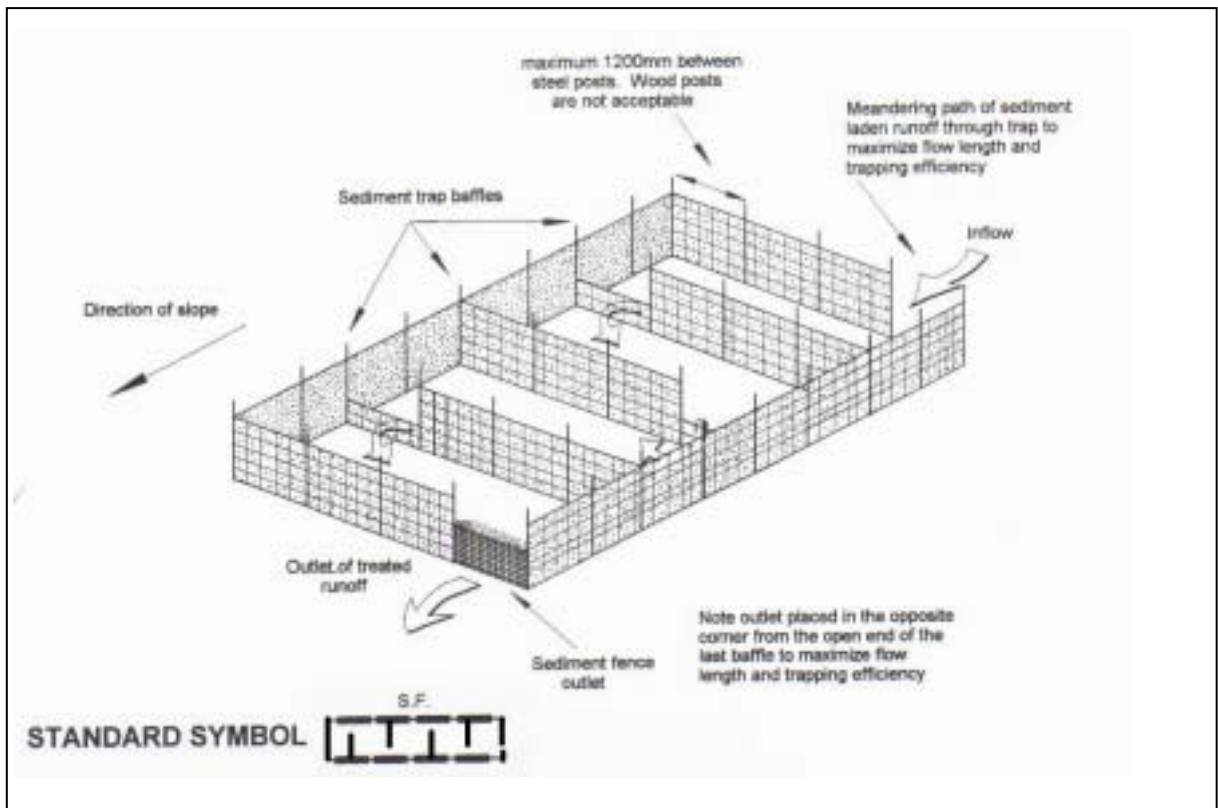 maximum 1200mm between
steel posts. Wood posts
are not acceptable
Meandering path of sediment
laden runoff through trap to
maximize flow length and
trapping efficiency
Sediment trap baffles
Inflow
Direction of slope
Outlet of treated
runoff
Note outlet placed in the opposite
corner from the open end of the
last baffle to maximize flow
length and trapping efficiency
Sediment fence
outlet
S.F.
STANDARD SYMBOL